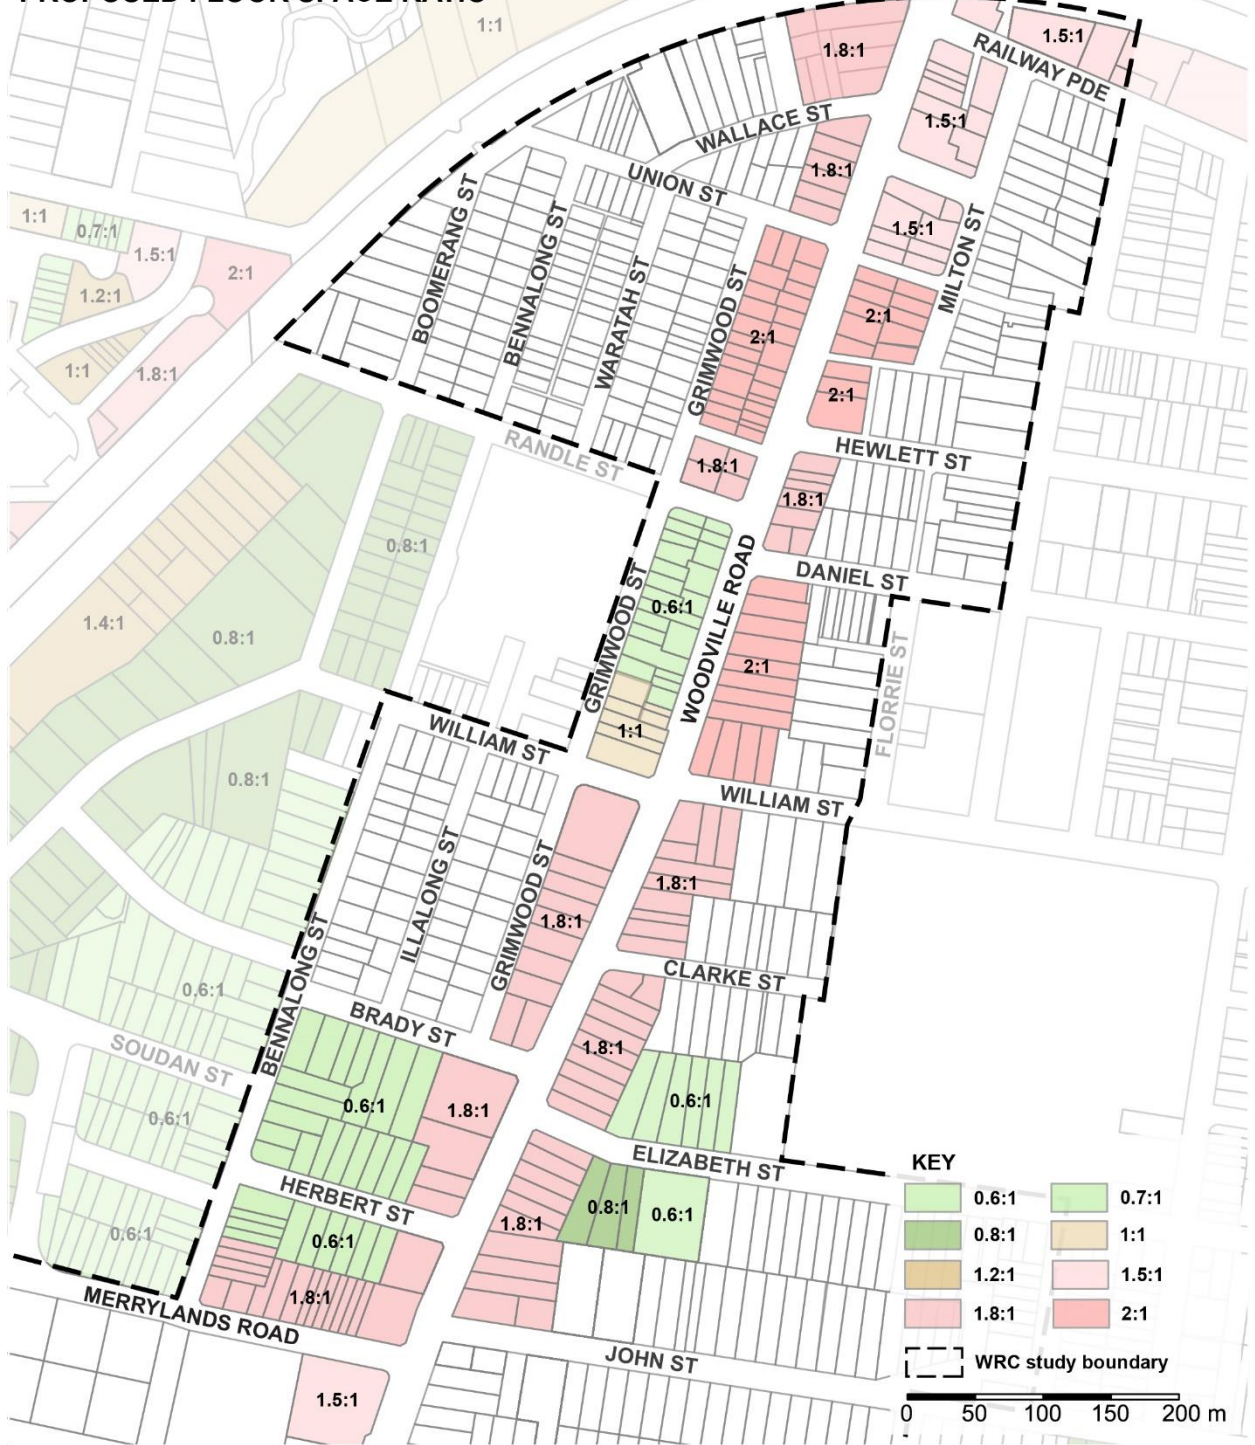 PROPOSED FLOOR SPACE RATIO
1:1
1.8:1
1.5:1
RAILWAY PDE
WALLACE ST
1.5:1
1.8:1
UNION ST
1:1
0.7:1
1.5:1
2:1
1.2:1
1:1
1.8:1
BOOMERANG ST
BENNALONG ST
WARATAH ST
GRIMWOOD ST
1.5:1
MILTON ST
2:1
2:1
2:1
RANDLE ST
1.8:1
HEWLETT ST
1.8:1
0.8:1
DANIEL ST
0.6:1
GRIMWOOD ST
WOODVILLE ROAD
1.4:1
0.8:1
2:1
FLORRIE ST
1:1
WILLIAM ST
0.8:1
WILLIAM ST
ILLALONG ST
GRIMWOOD ST
1.8:1
1.8:1
BENNALONG ST
CLARKE ST
0.6:1
BRADY ST
1.8:1
SOUDAN ST
0.6:1
0.6:1
1.8:1
0.6:1
ELIZABETH ST
HERBERT ST
0.6:1
0.6:1
1.8:1
0.8:1
0.6:1
1.8:1
MERRYLANDS ROAD
JOHN ST
1.5:1
KEY
0.6:1 0.7:1
0.8:1 1:1
1.2:1 1.5:1
1.8:1 2:1
WRC study boundary
0 50 100 150 200 m